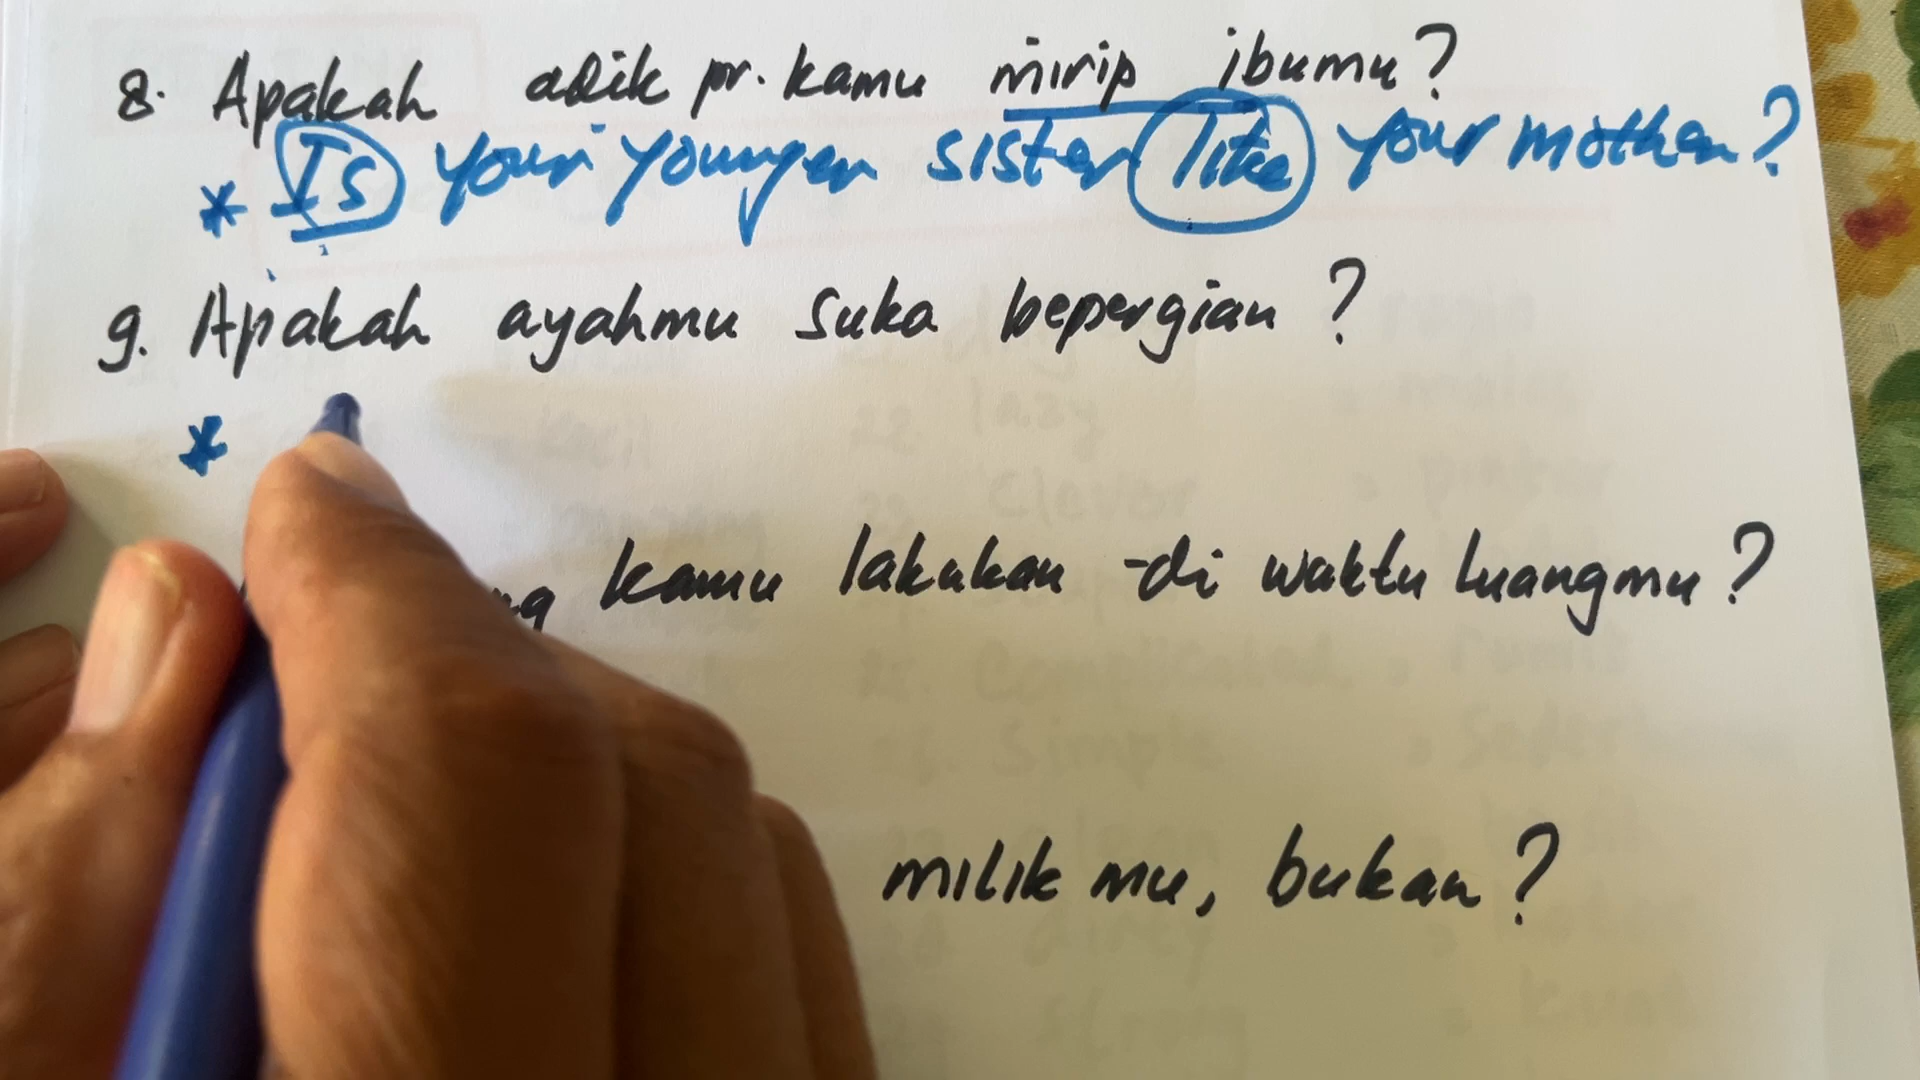 8. Apakah adik pr. kamu mirip ibumu?
* Is your younger sister like your mother?
9. Apakah ayahmu suka bepergian ?
*
kamu lakukan di waktu luangmu ?
milik mu, bukan ?